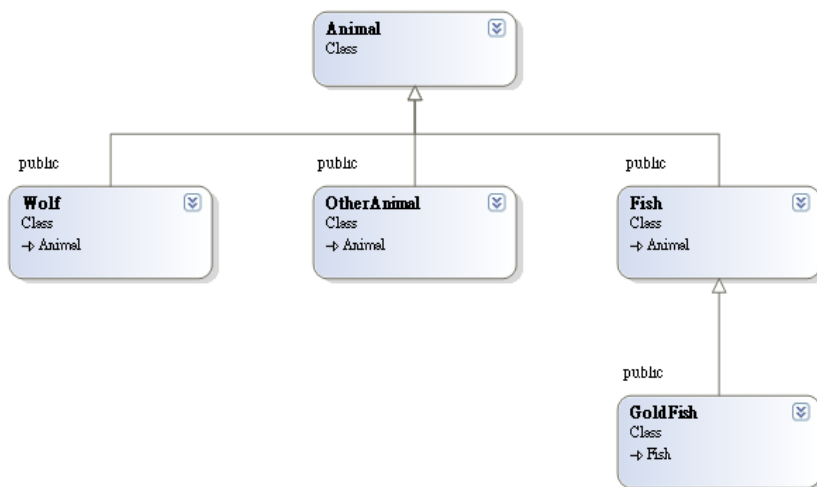 Animal
Class
public
public
public
Wolf
Class
Animal
OtherAnimal
Class
Animal
Fish
Class
Animal
public
GoldFish
Class
Fish